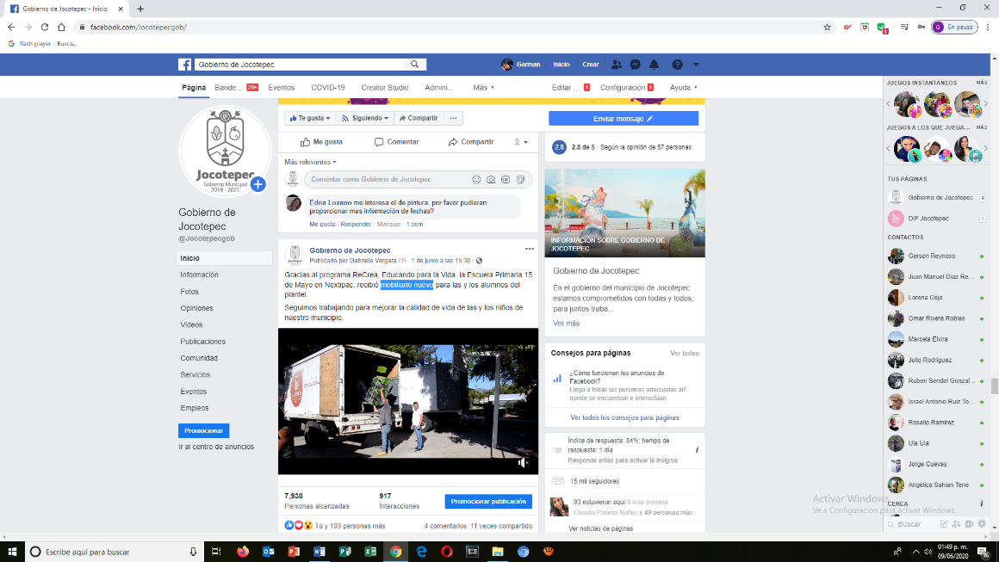 Gobierno de Jocotepec - Inicio
facebook.com/Jocotepecgob/
En pausa
flash player - Busca...
Gobierno de Jocotepec
German Inicio Crear
Página Bande... 20+ Eventos COVID-19 Creator Studio Admini... Más Editar ... 1 Configuración 1 Ayuda
Te gusta Siguiendo Compartir ...
Enviar mensaje
Jocotepec
Gobierno Municipal
2018 - 2021
Gobierno de
Jocotepec
@Jocotepecgob
Inicio
Información
Fotos
Opiniones
Videos
Publicaciones
Comunidad
Servicios
Eventos
Empleos
Promocionar
Ir al centro de anuncios
Me gusta Comentar Compartir
Más relevantes
Comentar como Gobierno de Jocotepec
Edna Lozano me interesa el de pintura, por favor pudieran
proporcionar mas información de fechas?
Me gusta · Responder · Mensaje · 1 sem
Gobierno de Jocotepec
Publicado por Gabriela Vergara [?] · 1 de junio a las 15:30 ·
Gracias al programa ReCrea, Educando para la Vida, la Escuela Primaria 15
de Mayo en Nextipac, recibió mobiliario nuevo para las y los alumnos del
plantel.
Seguimos trabajando para mejorar la calidad de vida de las y los niños de
nuestro municipio.
7,930
Personas alcanzadas
917
Interacciones
Promocionar publicación
Tú y 103 personas más
4 comentarios 11 veces compartido
2.8 2.8 de 5 Según la opinión de 57 personas
INFORMACIÓN SOBRE GOBIERNO DE
JOCOTEPEC
Gobierno de Jocotepec
En el gobierno del municipio de Jocotepec
estamos comprometidos con todas y todos,
para juntos traba...
Ver más
Consejos para páginas Ver todos
¿Cómo funcionan los anuncios de
Facebook?
Llega a todas las personas adecuadas allí
donde se encuentran e interactúan.
Ver todos los consejos para páginas
Índice de respuesta: 84%; tiempo de
respuesta: 1 día
Responde antes para activar la insignia
15 mil seguidores
93 estuvieron aquí 0 esta semana
Claudia Paloma Nuñez y 49 personas más
Ver noticias de páginas
JUEGOS INSTANTÁNEOS MÁS
JUEGOS A LOS QUE JUEGA... MÁS
TUS PÁGINAS
Gobierno de Jocotepec 9
DIF Jocotepec 1
CONTACTOS
Gerson Reynoso
Juan Manuel Diaz Re...
Lorena Ceja
Omar Rivera Robles
Marcela Elvira
Julio Rodríguez
Ruben Sendel Gonzal...
Israel Antonio Ruiz To...
Rosalio Ramirez
Ula Ula
Jorge Cuevas
Angélica Sahian Tene
CERCA
Buscar
Activar Windows
Ve a Configuración para activar Windows.
Escribe aquí para buscar
01:49 p. m.
09/06/2020